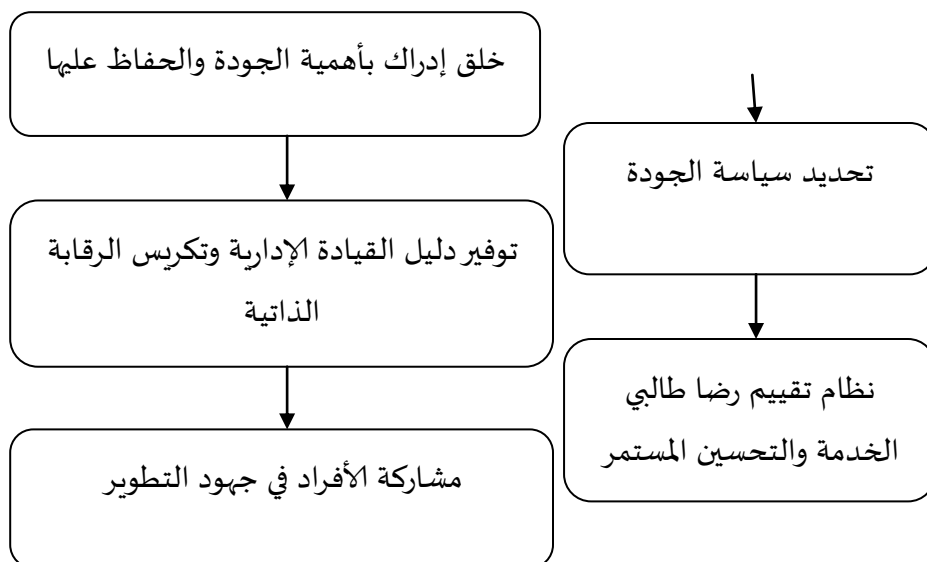 خلق إدراك بأهمية الجودة والحفاظ عليها
تحديد سياسة الجودة
توفير دليل القيادة الإدارية وتكريس الرقابة
الذاتية
نظام تقييم رضا طالبي
الخدمة والتحسين المستمر
مشاركة الأفراد في جهود التطوير